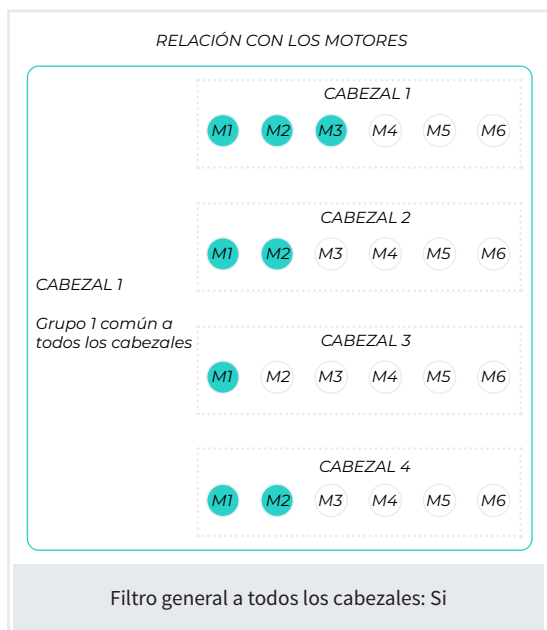 RELACIÓN CON LOS MOTORES
CABEZAL 1
M1 M2 M3 M4 M5 M6
CABEZAL 2
M1 M2 M3 M4 M5 M6
CABEZAL 1
Grupo 1 común a
todos los cabezales
CABEZAL 3
M1 M2 M3 M4 M5 M6
CABEZAL 4
M1 M2 M3 M4 M5 M6
Filtro general a todos los cabezales: Si